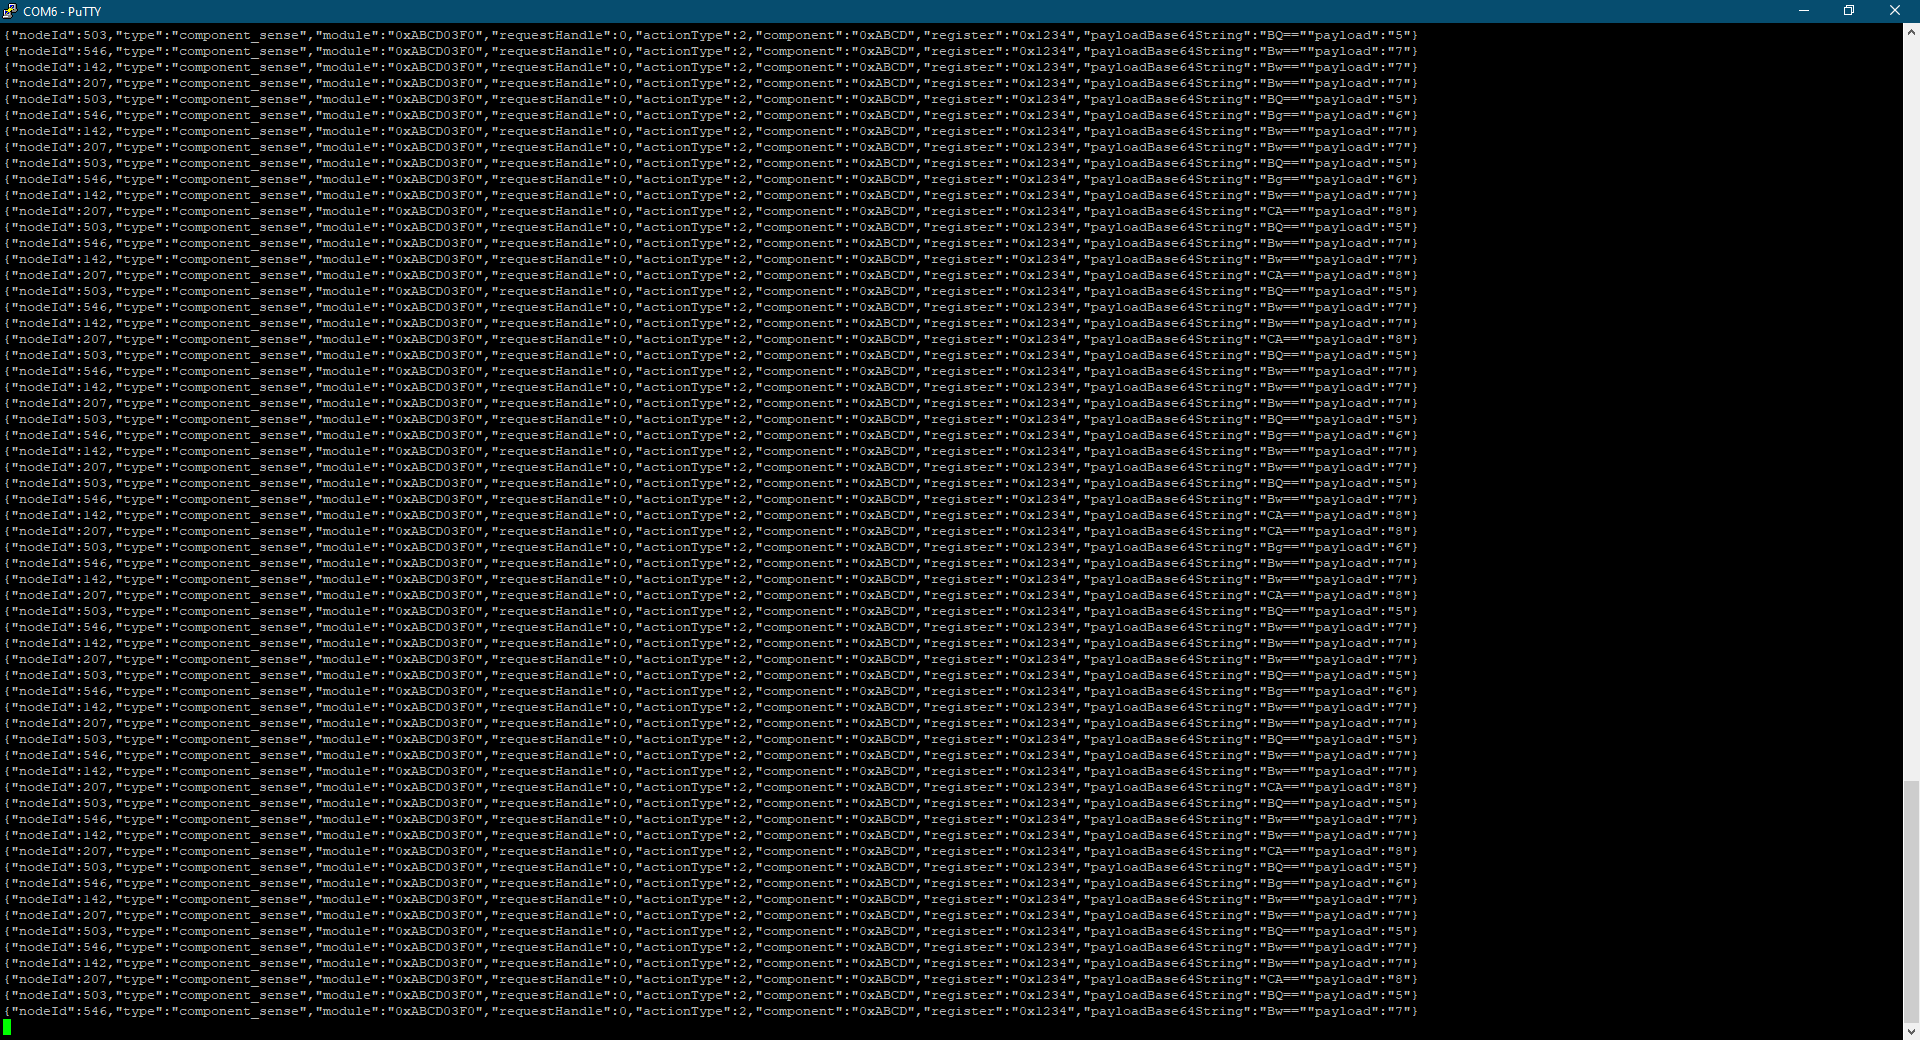 COM6 - PuTTY
{"nodeId":503,"type":"component_sense","module":"0xABCD03F0","requestHandle":0,"actionType":2,"component":"0xABCD","register":"0x1234","payloadBase64String":"BQ==""payload":"5"}
{"nodeId":546,"type":"component_sense","module":"0xABCD03F0","requestHandle":0,"actionType":2,"component":"0xABCD","register":"0x1234","payloadBase64String":"Bw==""payload":"7"}
{"nodeId":142,"type":"component_sense","module":"0xABCD03F0","requestHandle":0,"actionType":2,"component":"0xABCD","register":"0x1234","payloadBase64String":"Bw==""payload":"7"}
{"nodeId":207,"type":"component_sense","module":"0xABCD03F0","requestHandle":0,"actionType":2,"component":"0xABCD","register":"0x1234","payloadBase64String":"Bw==""payload":"7"}
{"nodeId":503,"type":"component_sense","module":"0xABCD03F0","requestHandle":0,"actionType":2,"component":"0xABCD","register":"0x1234","payloadBase64String":"BQ==""payload":"5"}
{"nodeId":546,"type":"component_sense","module":"0xABCD03F0","requestHandle":0,"actionType":2,"component":"0xABCD","register":"0x1234","payloadBase64String":"Bg==""payload":"6"}
{"nodeId":142,"type":"component_sense","module":"0xABCD03F0","requestHandle":0,"actionType":2,"component":"0xABCD","register":"0x1234","payloadBase64String":"Bw==""payload":"7"}
{"nodeId":207,"type":"component_sense","module":"0xABCD03F0","requestHandle":0,"actionType":2,"component":"0xABCD","register":"0x1234","payloadBase64String":"Bw==""payload":"7"}
{"nodeId":503,"type":"component_sense","module":"0xABCD03F0","requestHandle":0,"actionType":2,"component":"0xABCD","register":"0x1234","payloadBase64String":"BQ==""payload":"5"}
{"nodeId":546,"type":"component_sense","module":"0xABCD03F0","requestHandle":0,"actionType":2,"component":"0xABCD","register":"0x1234","payloadBase64String":"Bg==""payload":"6"}
{"nodeId":142,"type":"component_sense","module":"0xABCD03F0","requestHandle":0,"actionType":2,"component":"0xABCD","register":"0x1234","payloadBase64String":"Bw==""payload":"7"}
{"nodeId":207,"type":"component_sense","module":"0xABCD03F0","requestHandle":0,"actionType":2,"component":"0xABCD","register":"0x1234","payloadBase64String":"CA==""payload":"8"}
{"nodeId":503,"type":"component_sense","module":"0xABCD03F0","requestHandle":0,"actionType":2,"component":"0xABCD","register":"0x1234","payloadBase64String":"BQ==""payload":"5"}
{"nodeId":546,"type":"component_sense","module":"0xABCD03F0","requestHandle":0,"actionType":2,"component":"0xABCD","register":"0x1234","payloadBase64String":"Bw==""payload":"7"}
{"nodeId":142,"type":"component_sense","module":"0xABCD03F0","requestHandle":0,"actionType":2,"component":"0xABCD","register":"0x1234","payloadBase64String":"Bw==""payload":"7"}
{"nodeId":207,"type":"component_sense","module":"0xABCD03F0","requestHandle":0,"actionType":2,"component":"0xABCD","register":"0x1234","payloadBase64String":"CA==""payload":"8"}
{"nodeId":503,"type":"component_sense","module":"0xABCD03F0","requestHandle":0,"actionType":2,"component":"0xABCD","register":"0x1234","payloadBase64String":"BQ==""payload":"5"}
{"nodeId":546,"type":"component_sense","module":"0xABCD03F0","requestHandle":0,"actionType":2,"component":"0xABCD","register":"0x1234","payloadBase64String":"Bw==""payload":"7"}
{"nodeId":142,"type":"component_sense","module":"0xABCD03F0","requestHandle":0,"actionType":2,"component":"0xABCD","register":"0x1234","payloadBase64String":"Bw==""payload":"7"}
{"nodeId":207,"type":"component_sense","module":"0xABCD03F0","requestHandle":0,"actionType":2,"component":"0xABCD","register":"0x1234","payloadBase64String":"CA==""payload":"8"}
{"nodeId":503,"type":"component_sense","module":"0xABCD03F0","requestHandle":0,"actionType":2,"component":"0xABCD","register":"0x1234","payloadBase64String":"BQ==""payload":"5"}
{"nodeId":546,"type":"component_sense","module":"0xABCD03F0","requestHandle":0,"actionType":2,"component":"0xABCD","register":"0x1234","payloadBase64String":"Bw==""payload":"7"}
{"nodeId":142,"type":"component_sense","module":"0xABCD03F0","requestHandle":0,"actionType":2,"component":"0xABCD","register":"0x1234","payloadBase64String":"Bw==""payload":"7"}
{"nodeId":207,"type":"component_sense","module":"0xABCD03F0","requestHandle":0,"actionType":2,"component":"0xABCD","register":"0x1234","payloadBase64String":"Bw==""payload":"7"}
{"nodeId":503,"type":"component_sense","module":"0xABCD03F0","requestHandle":0,"actionType":2,"component":"0xABCD","register":"0x1234","payloadBase64String":"BQ==""payload":"5"}
{"nodeId":546,"type":"component_sense","module":"0xABCD03F0","requestHandle":0,"actionType":2,"component":"0xABCD","register":"0x1234","payloadBase64String":"Bg==""payload":"6"}
{"nodeId":142,"type":"component_sense","module":"0xABCD03F0","requestHandle":0,"actionType":2,"component":"0xABCD","register":"0x1234","payloadBase64String":"Bw==""payload":"7"}
{"nodeId":207,"type":"component_sense","module":"0xABCD03F0","requestHandle":0,"actionType":2,"component":"0xABCD","register":"0x1234","payloadBase64String":"Bw==""payload":"7"}
{"nodeId":503,"type":"component_sense","module":"0xABCD03F0","requestHandle":0,"actionType":2,"component":"0xABCD","register":"0x1234","payloadBase64String":"BQ==""payload":"5"}
{"nodeId":546,"type":"component_sense","module":"0xABCD03F0","requestHandle":0,"actionType":2,"component":"0xABCD","register":"0x1234","payloadBase64String":"Bw==""payload":"7"}
{"nodeId":142,"type":"component_sense","module":"0xABCD03F0","requestHandle":0,"actionType":2,"component":"0xABCD","register":"0x1234","payloadBase64String":"CA==""payload":"8"}
{"nodeId":207,"type":"component_sense","module":"0xABCD03F0","requestHandle":0,"actionType":2,"component":"0xABCD","register":"0x1234","payloadBase64String":"CA==""payload":"8"}
{"nodeId":503,"type":"component_sense","module":"0xABCD03F0","requestHandle":0,"actionType":2,"component":"0xABCD","register":"0x1234","payloadBase64String":"Bg==""payload":"6"}
{"nodeId":546,"type":"component_sense","module":"0xABCD03F0","requestHandle":0,"actionType":2,"component":"0xABCD","register":"0x1234","payloadBase64String":"Bw==""payload":"7"}
{"nodeId":142,"type":"component_sense","module":"0xABCD03F0","requestHandle":0,"actionType":2,"component":"0xABCD","register":"0x1234","payloadBase64String":"Bw==""payload":"7"}
{"nodeId":207,"type":"component_sense","module":"0xABCD03F0","requestHandle":0,"actionType":2,"component":"0xABCD","register":"0x1234","payloadBase64String":"CA==""payload":"8"}
{"nodeId":503,"type":"component_sense","module":"0xABCD03F0","requestHandle":0,"actionType":2,"component":"0xABCD","register":"0x1234","payloadBase64String":"BQ==""payload":"5"}
{"nodeId":546,"type":"component_sense","module":"0xABCD03F0","requestHandle":0,"actionType":2,"component":"0xABCD","register":"0x1234","payloadBase64String":"Bw==""payload":"7"}
{"nodeId":142,"type":"component_sense","module":"0xABCD03F0","requestHandle":0,"actionType":2,"component":"0xABCD","register":"0x1234","payloadBase64String":"Bw==""payload":"7"}
{"nodeId":207,"type":"component_sense","module":"0xABCD03F0","requestHandle":0,"actionType":2,"component":"0xABCD","register":"0x1234","payloadBase64String":"Bw==""payload":"7"}
{"nodeId":503,"type":"component_sense","module":"0xABCD03F0","requestHandle":0,"actionType":2,"component":"0xABCD","register":"0x1234","payloadBase64String":"BQ==""payload":"5"}
{"nodeId":546,"type":"component_sense","module":"0xABCD03F0","requestHandle":0,"actionType":2,"component":"0xABCD","register":"0x1234","payloadBase64String":"Bg==""payload":"6"}
{"nodeId":142,"type":"component_sense","module":"0xABCD03F0","requestHandle":0,"actionType":2,"component":"0xABCD","register":"0x1234","payloadBase64String":"Bw==""payload":"7"}
{"nodeId":207,"type":"component_sense","module":"0xABCD03F0","requestHandle":0,"actionType":2,"component":"0xABCD","register":"0x1234","payloadBase64String":"Bw==""payload":"7"}
{"nodeId":503,"type":"component_sense","module":"0xABCD03F0","requestHandle":0,"actionType":2,"component":"0xABCD","register":"0x1234","payloadBase64String":"BQ==""payload":"5"}
{"nodeId":546,"type":"component_sense","module":"0xABCD03F0","requestHandle":0,"actionType":2,"component":"0xABCD","register":"0x1234","payloadBase64String":"Bw==""payload":"7"}
{"nodeId":142,"type":"component_sense","module":"0xABCD03F0","requestHandle":0,"actionType":2,"component":"0xABCD","register":"0x1234","payloadBase64String":"Bw==""payload":"7"}
{"nodeId":207,"type":"component_sense","module":"0xABCD03F0","requestHandle":0,"actionType":2,"component":"0xABCD","register":"0x1234","payloadBase64String":"CA==""payload":"8"}
{"nodeId":503,"type":"component_sense","module":"0xABCD03F0","requestHandle":0,"actionType":2,"component":"0xABCD","register":"0x1234","payloadBase64String":"BQ==""payload":"5"}
{"nodeId":546,"type":"component_sense","module":"0xABCD03F0","requestHandle":0,"actionType":2,"component":"0xABCD","register":"0x1234","payloadBase64String":"Bw==""payload":"7"}
{"nodeId":142,"type":"component_sense","module":"0xABCD03F0","requestHandle":0,"actionType":2,"component":"0xABCD","register":"0x1234","payloadBase64String":"Bw==""payload":"7"}
{"nodeId":207,"type":"component_sense","module":"0xABCD03F0","requestHandle":0,"actionType":2,"component":"0xABCD","register":"0x1234","payloadBase64String":"CA==""payload":"8"}
{"nodeId":503,"type":"component_sense","module":"0xABCD03F0","requestHandle":0,"actionType":2,"component":"0xABCD","register":"0x1234","payloadBase64String":"BQ==""payload":"5"}
{"nodeId":546,"type":"component_sense","module":"0xABCD03F0","requestHandle":0,"actionType":2,"component":"0xABCD","register":"0x1234","payloadBase64String":"Bg==""payload":"6"}
{"nodeId":142,"type":"component_sense","module":"0xABCD03F0","requestHandle":0,"actionType":2,"component":"0xABCD","register":"0x1234","payloadBase64String":"Bw==""payload":"7"}
{"nodeId":207,"type":"component_sense","module":"0xABCD03F0","requestHandle":0,"actionType":2,"component":"0xABCD","register":"0x1234","payloadBase64String":"Bw==""payload":"7"}
{"nodeId":503,"type":"component_sense","module":"0xABCD03F0","requestHandle":0,"actionType":2,"component":"0xABCD","register":"0x1234","payloadBase64String":"BQ==""payload":"5"}
{"nodeId":546,"type":"component_sense","module":"0xABCD03F0","requestHandle":0,"actionType":2,"component":"0xABCD","register":"0x1234","payloadBase64String":"Bw==""payload":"7"}
{"nodeId":142,"type":"component_sense","module":"0xABCD03F0","requestHandle":0,"actionType":2,"component":"0xABCD","register":"0x1234","payloadBase64String":"Bw==""payload":"7"}
{"nodeId":207,"type":"component_sense","module":"0xABCD03F0","requestHandle":0,"actionType":2,"component":"0xABCD","register":"0x1234","payloadBase64String":"CA==""payload":"8"}
{"nodeId":503,"type":"component_sense","module":"0xABCD03F0","requestHandle":0,"actionType":2,"component":"0xABCD","register":"0x1234","payloadBase64String":"BQ==""payload":"5"}
{"nodeId":546,"type":"component_sense","module":"0xABCD03F0","requestHandle":0,"actionType":2,"component":"0xABCD","register":"0x1234","payloadBase64String":"Bw==""payload":"7"}